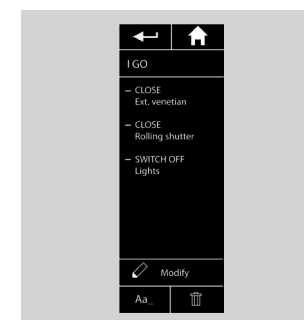 I GO
– CLOSE
Ext. venetian
– CLOSE
Rolling shutter
– SWITCH OFF
Lights
Modify
Aa_